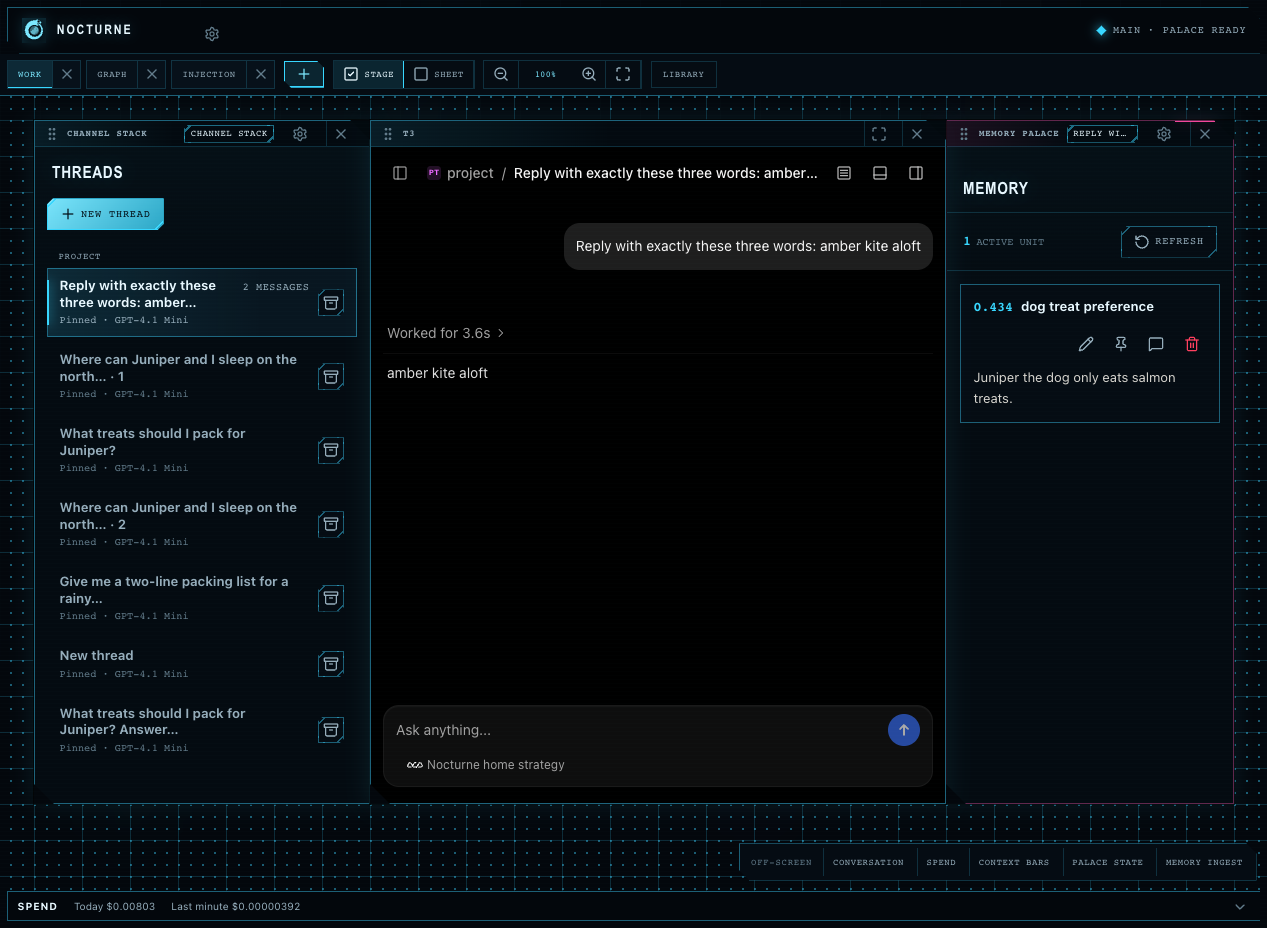 NOCTURNE
MAIN · PALACE READY
WORK
GRAPH
INJECTION
STAGE
SHEET
100%
LIBRARY
CHANNEL STACK
CHANNEL STACK
THREADS
NEW THREAD
PROJECT
Reply with exactly these
three words: amber...
2 MESSAGES
Pinned · GPT-4.1 Mini
Where can Juniper and I sleep on the
north... · 1
Pinned · GPT-4.1 Mini
What treats should I pack for
Juniper?
Pinned · GPT-4.1 Mini
Where can Juniper and I sleep on the
north... · 2
Pinned · GPT-4.1 Mini
Give me a two-line packing list for a
rainy...
Pinned · GPT-4.1 Mini
New thread
Pinned · GPT-4.1 Mini
What treats should I pack for
Juniper? Answer...
Pinned · GPT-4.1 Mini
T3
PT project / Reply with exactly these three words: amber...
Reply with exactly these three words: amber kite aloft
Worked for 3.6s
amber kite aloft
Ask anything...
Nocturne home strategy
MEMORY PALACE
REPLY WI...
MEMORY
1 ACTIVE UNIT
REFRESH
0.434 dog treat preference
Juniper the dog only eats salmon
treats.
OFF-SCREEN
CONVERSATION
SPEND
CONTEXT BARS
PALACE STATE
MEMORY INGEST
SPEND Today $0.00803 Last minute $0.00000392